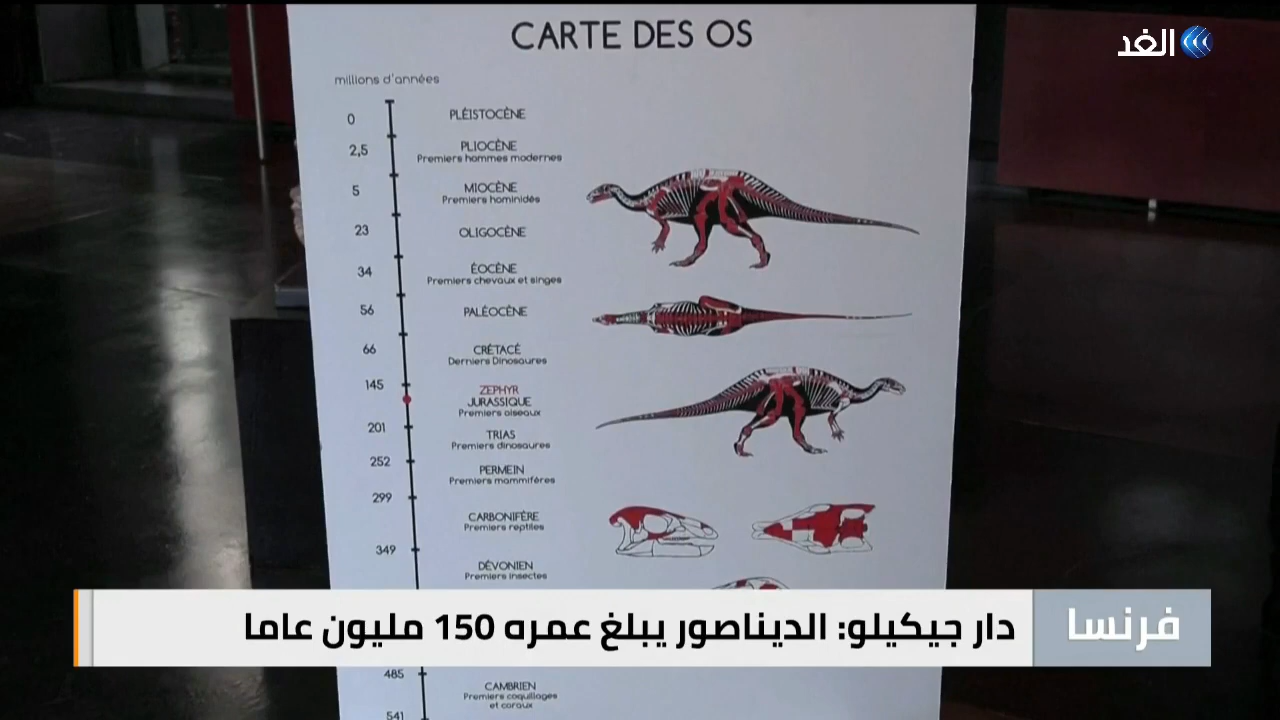 CARTE DES OS
الغد
millions d'années
0
PLÉISTOCÈNE
2,5
PLIOCÈNE
Premiers hommes modernes
5
MIOCÈNE
Premiers hominidés
23
OLIGOCÈNE
34
ÉOCÈNE
Premiers chevaux et singes
56
PALÉOCÈNE
66
CRÉTACÉ
Derniers Dinosaures
145
ZEPHYR
JURASSIQUE
Premiers oiseaux
201
TRIAS
Premiers dinosaures
252
PERMEIN
Premiers mammifères
299
CARBONIFÈRE
Premiers reptiles
349
DÉVONIEN
Premiers insectes
فرنسا
دار جيكيلو: الديناصور يبلغ عمره 150 مليون عاما
485
CAMBRIEN
Premiers coquillages
et coraux
541